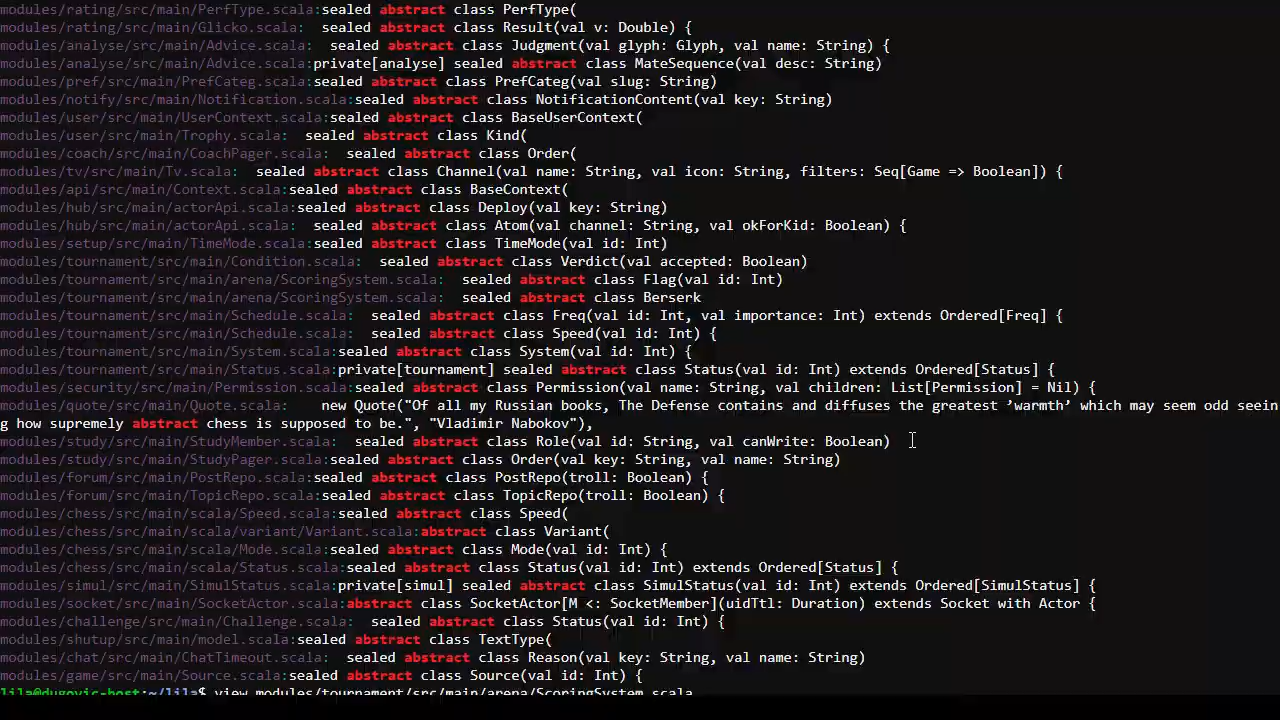 modules/rating/src/main/PerfType.scala:sealed abstract class PerfType(
modules/rating/src/main/Glicko.scala:  sealed abstract class Result(val v: Double) {
modules/analyse/src/main/Advice.scala:  sealed abstract class Judgment(val glyph: Glyph, val name: String) {
modules/analyse/src/main/Advice.scala:private[analyse] sealed abstract class MateSequence(val desc: String)
modules/pref/src/main/PrefCateg.scala:sealed abstract class PrefCateg(val slug: String)
modules/notify/src/main/Notification.scala:sealed abstract class NotificationContent(val key: String)
modules/user/src/main/UserContext.scala:sealed abstract class BaseUserContext(
modules/user/src/main/Trophy.scala:  sealed abstract class Kind(
modules/coach/src/main/CoachPager.scala:  sealed abstract class Order(
modules/tv/src/main/Tv.scala:  sealed abstract class Channel(val name: String, val icon: String, filters: Seq[Game => Boolean]) {
modules/api/src/main/Context.scala:sealed abstract class BaseContext(
modules/hub/src/main/actorApi.scala:sealed abstract class Deploy(val key: String)
modules/hub/src/main/actorApi.scala:sealed abstract class Atom(val channel: String, val okForKid: Boolean) {
modules/setup/src/main/TimeMode.scala:sealed abstract class TimeMode(val id: Int)
modules/tournament/src/main/Condition.scala:  sealed abstract class Verdict(val accepted: Boolean)
modules/tournament/src/main/arena/ScoringSystem.scala:  sealed abstract class Flag(val id: Int)
modules/tournament/src/main/arena/ScoringSystem.scala:  sealed abstract class Berserk
modules/tournament/src/main/Schedule.scala:  sealed abstract class Freq(val id: Int, val importance: Int) extends Ordered[Freq] {
modules/tournament/src/main/Schedule.scala:  sealed abstract class Speed(val id: Int) {
modules/tournament/src/main/System.scala:sealed abstract class System(val id: Int) {
modules/tournament/src/main/Status.scala:private[tournament] sealed abstract class Status(val id: Int) extends Ordered[Status] {
modules/security/src/main/Permission.scala:sealed abstract class Permission(val name: String, val children: List[Permission] = Nil) {
modules/quote/src/main/Quote.scala:    new Quote("Of all my Russian books, The Defense contains and diffuses the greatest ’warmth’ which may seem odd seein
g how supremely abstract chess is supposed to be.", "Vladimir Nabokov"),
modules/study/src/main/StudyMember.scala:  sealed abstract class Role(val id: String, val canWrite: Boolean)
modules/study/src/main/StudyPager.scala:sealed abstract class Order(val key: String, val name: String)
modules/forum/src/main/PostRepo.scala:sealed abstract class PostRepo(troll: Boolean) {
modules/forum/src/main/TopicRepo.scala:sealed abstract class TopicRepo(troll: Boolean) {
modules/chess/src/main/scala/Speed.scala:sealed abstract class Speed(
modules/chess/src/main/scala/variant/Variant.scala:abstract class Variant(
modules/chess/src/main/scala/Mode.scala:sealed abstract class Mode(val id: Int) {
modules/chess/src/main/scala/Status.scala:sealed abstract class Status(val id: Int) extends Ordered[Status] {
modules/simul/src/main/SimulStatus.scala:private[simul] sealed abstract class SimulStatus(val id: Int) extends Ordered[SimulStatus] {
modules/socket/src/main/SocketActor.scala:abstract class SocketActor[M <: SocketMember](uidTtl: Duration) extends Socket with Actor {
modules/challenge/src/main/Challenge.scala:  sealed abstract class Status(val id: Int) {
modules/shutup/src/main/model.scala:sealed abstract class TextType(
modules/chat/src/main/ChatTimeout.scala:  sealed abstract class Reason(val key: String, val name: String)
modules/game/src/main/Source.scala:sealed abstract class Source(val id: Int) {
lila@dugovic-host:~/lila$ view modules/tournament/src/main/arena/ScoringSystem.scala